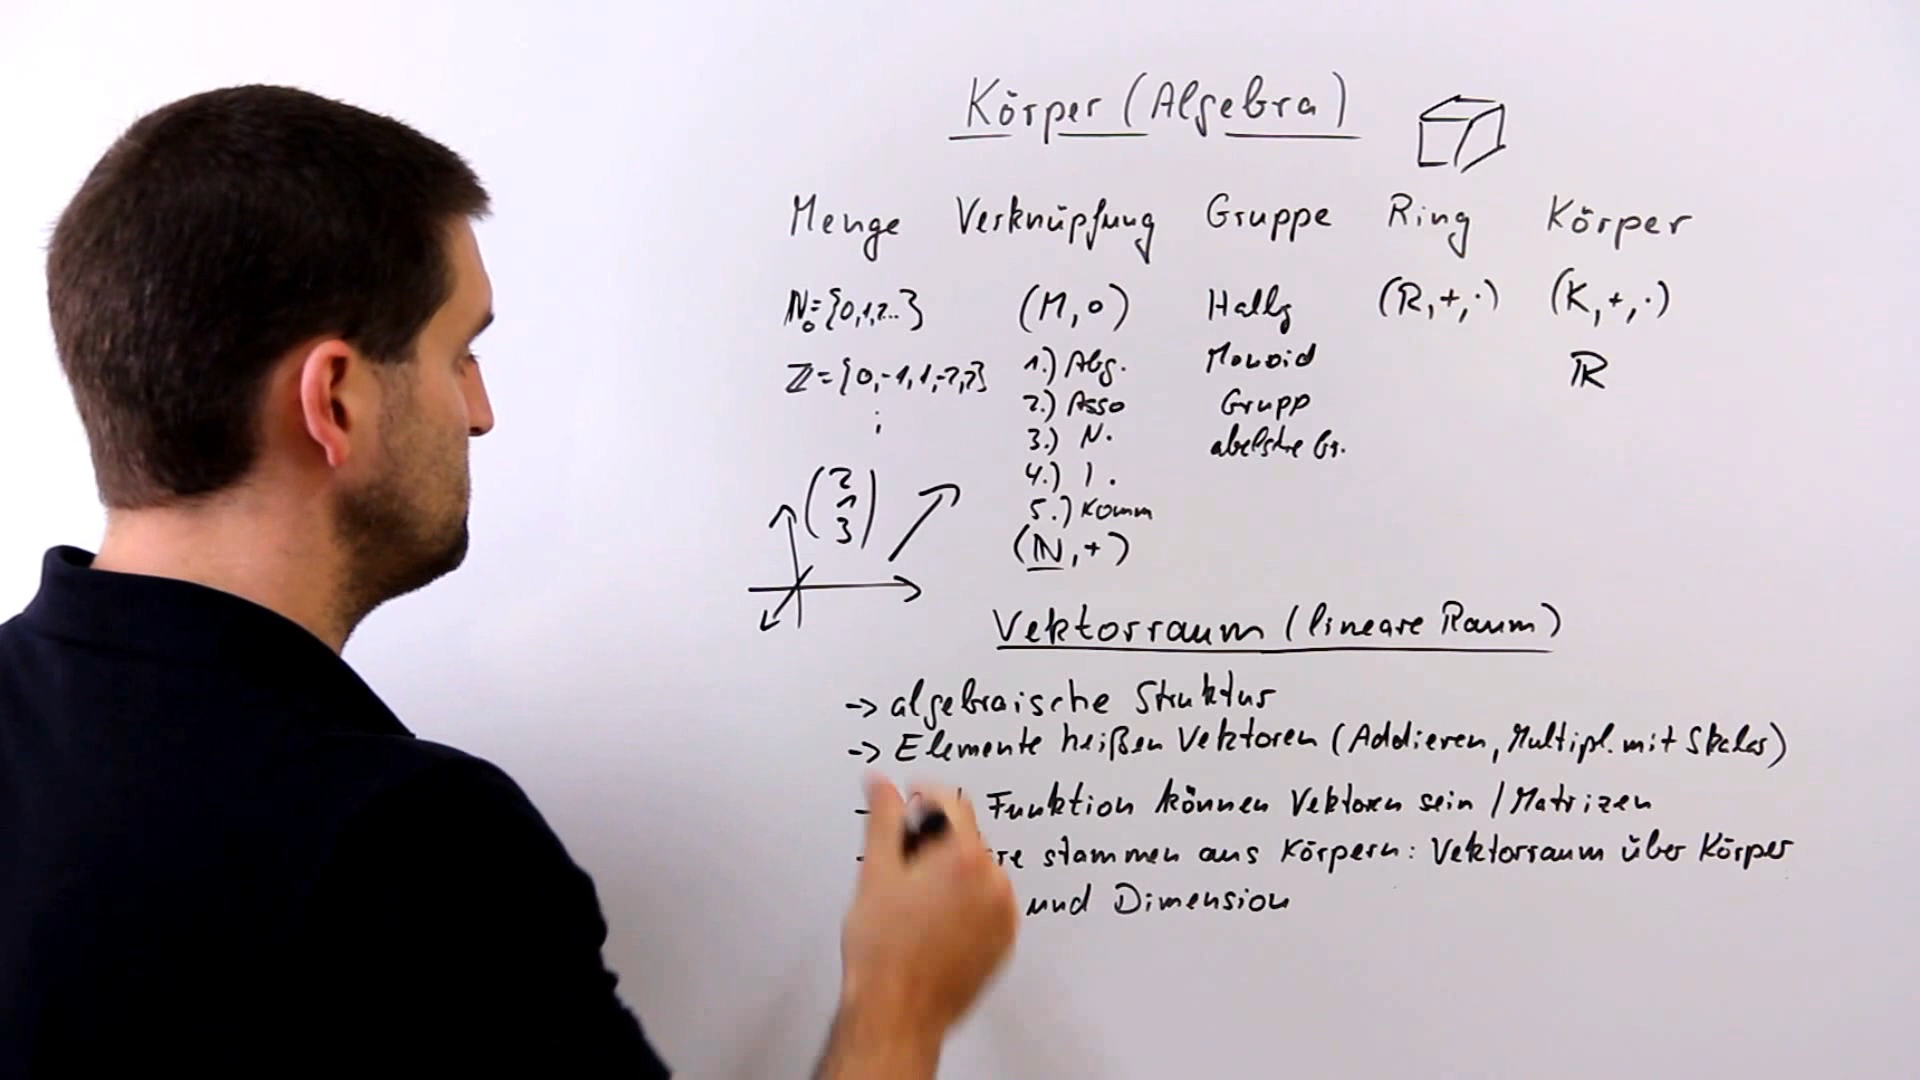 Körper (Algebra)
Menge Verknüpfung Gruppe Ring Körper
ℕ₀={0,1,2..} (M,∘) Halbg (R,+,·) (K,+,·)
ℤ={0,-1,1,-2,2} 1.) Abg. Monoid ℝ
2.) Asso Grupp
3.) N. abelsche Gr.
4.) I.
5.) Komm
(ℕ,+)
2
1
3
Vektorraum (lineare Raum)
-> algebraische Struktur
-> Elemente heißen Vektoren (Addieren, Multipl. mit Skalar)
Funktion können Vektoren sein / Matrizen
stammen aus Körpern: Vektorraum über Körper
und Dimension